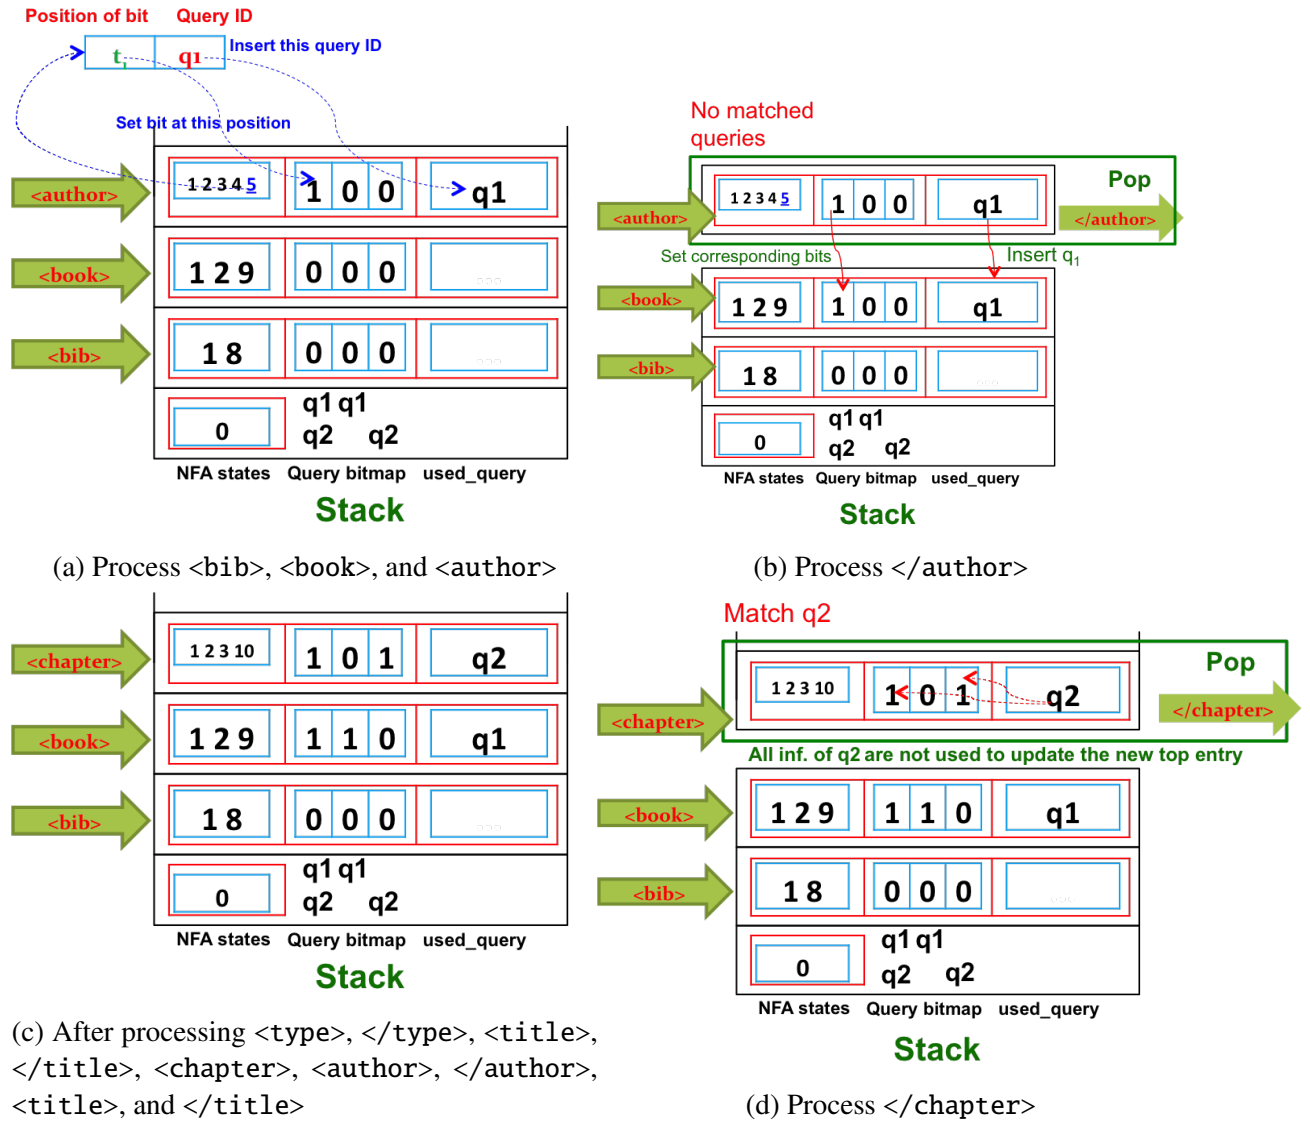 Position of bit Query ID
t1 q1 Insert this query ID
Set bit at this position
<author> 1 2 3 4 5 1 0 0 q1
<book> 1 2 9 0 0 0 ...
<bib> 1 8 0 0 0 ...
q1 q1
0 q2 q2
NFA states Query bitmap used_query
Stack
(a) Process <bib>, <book>, and <author>
No matched
queries
Pop
<author> 1 2 3 4 5 1 0 0 q1 </author>
Set corresponding bits Insert q1
<book> 1 2 9 1 0 0 q1
<bib> 1 8 0 0 0 ...
q1 q1
0 q2 q2
NFA states Query bitmap used_query
Stack
(b) Process </author>
<chapter> 1 2 3 10 1 0 1 q2
<book> 1 2 9 1 1 0 q1
<bib> 1 8 0 0 0 ...
q1 q1
0 q2 q2
NFA states Query bitmap used_query
Stack
(c) After processing <type>, </type>, <title>,
</title>, <chapter>, <author>, </author>,
<title>, and </title>
Match q2
Pop
<chapter> 1 2 3 10 1 0 1 q2 </chapter>
All inf. of q2 are not used to update the new top entry
<book> 1 2 9 1 1 0 q1
<bib> 1 8 0 0 0 ...
q1 q1
0 q2 q2
NFA states Query bitmap used_query
Stack
(d) Process </chapter>